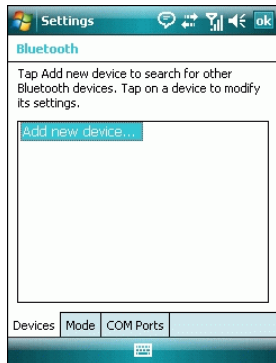 Settings ok
Bluetooth
Tap Add new device to search for other
Bluetooth devices. Tap on a device to modify
its settings.
Add new device...
Devices Mode COM Ports